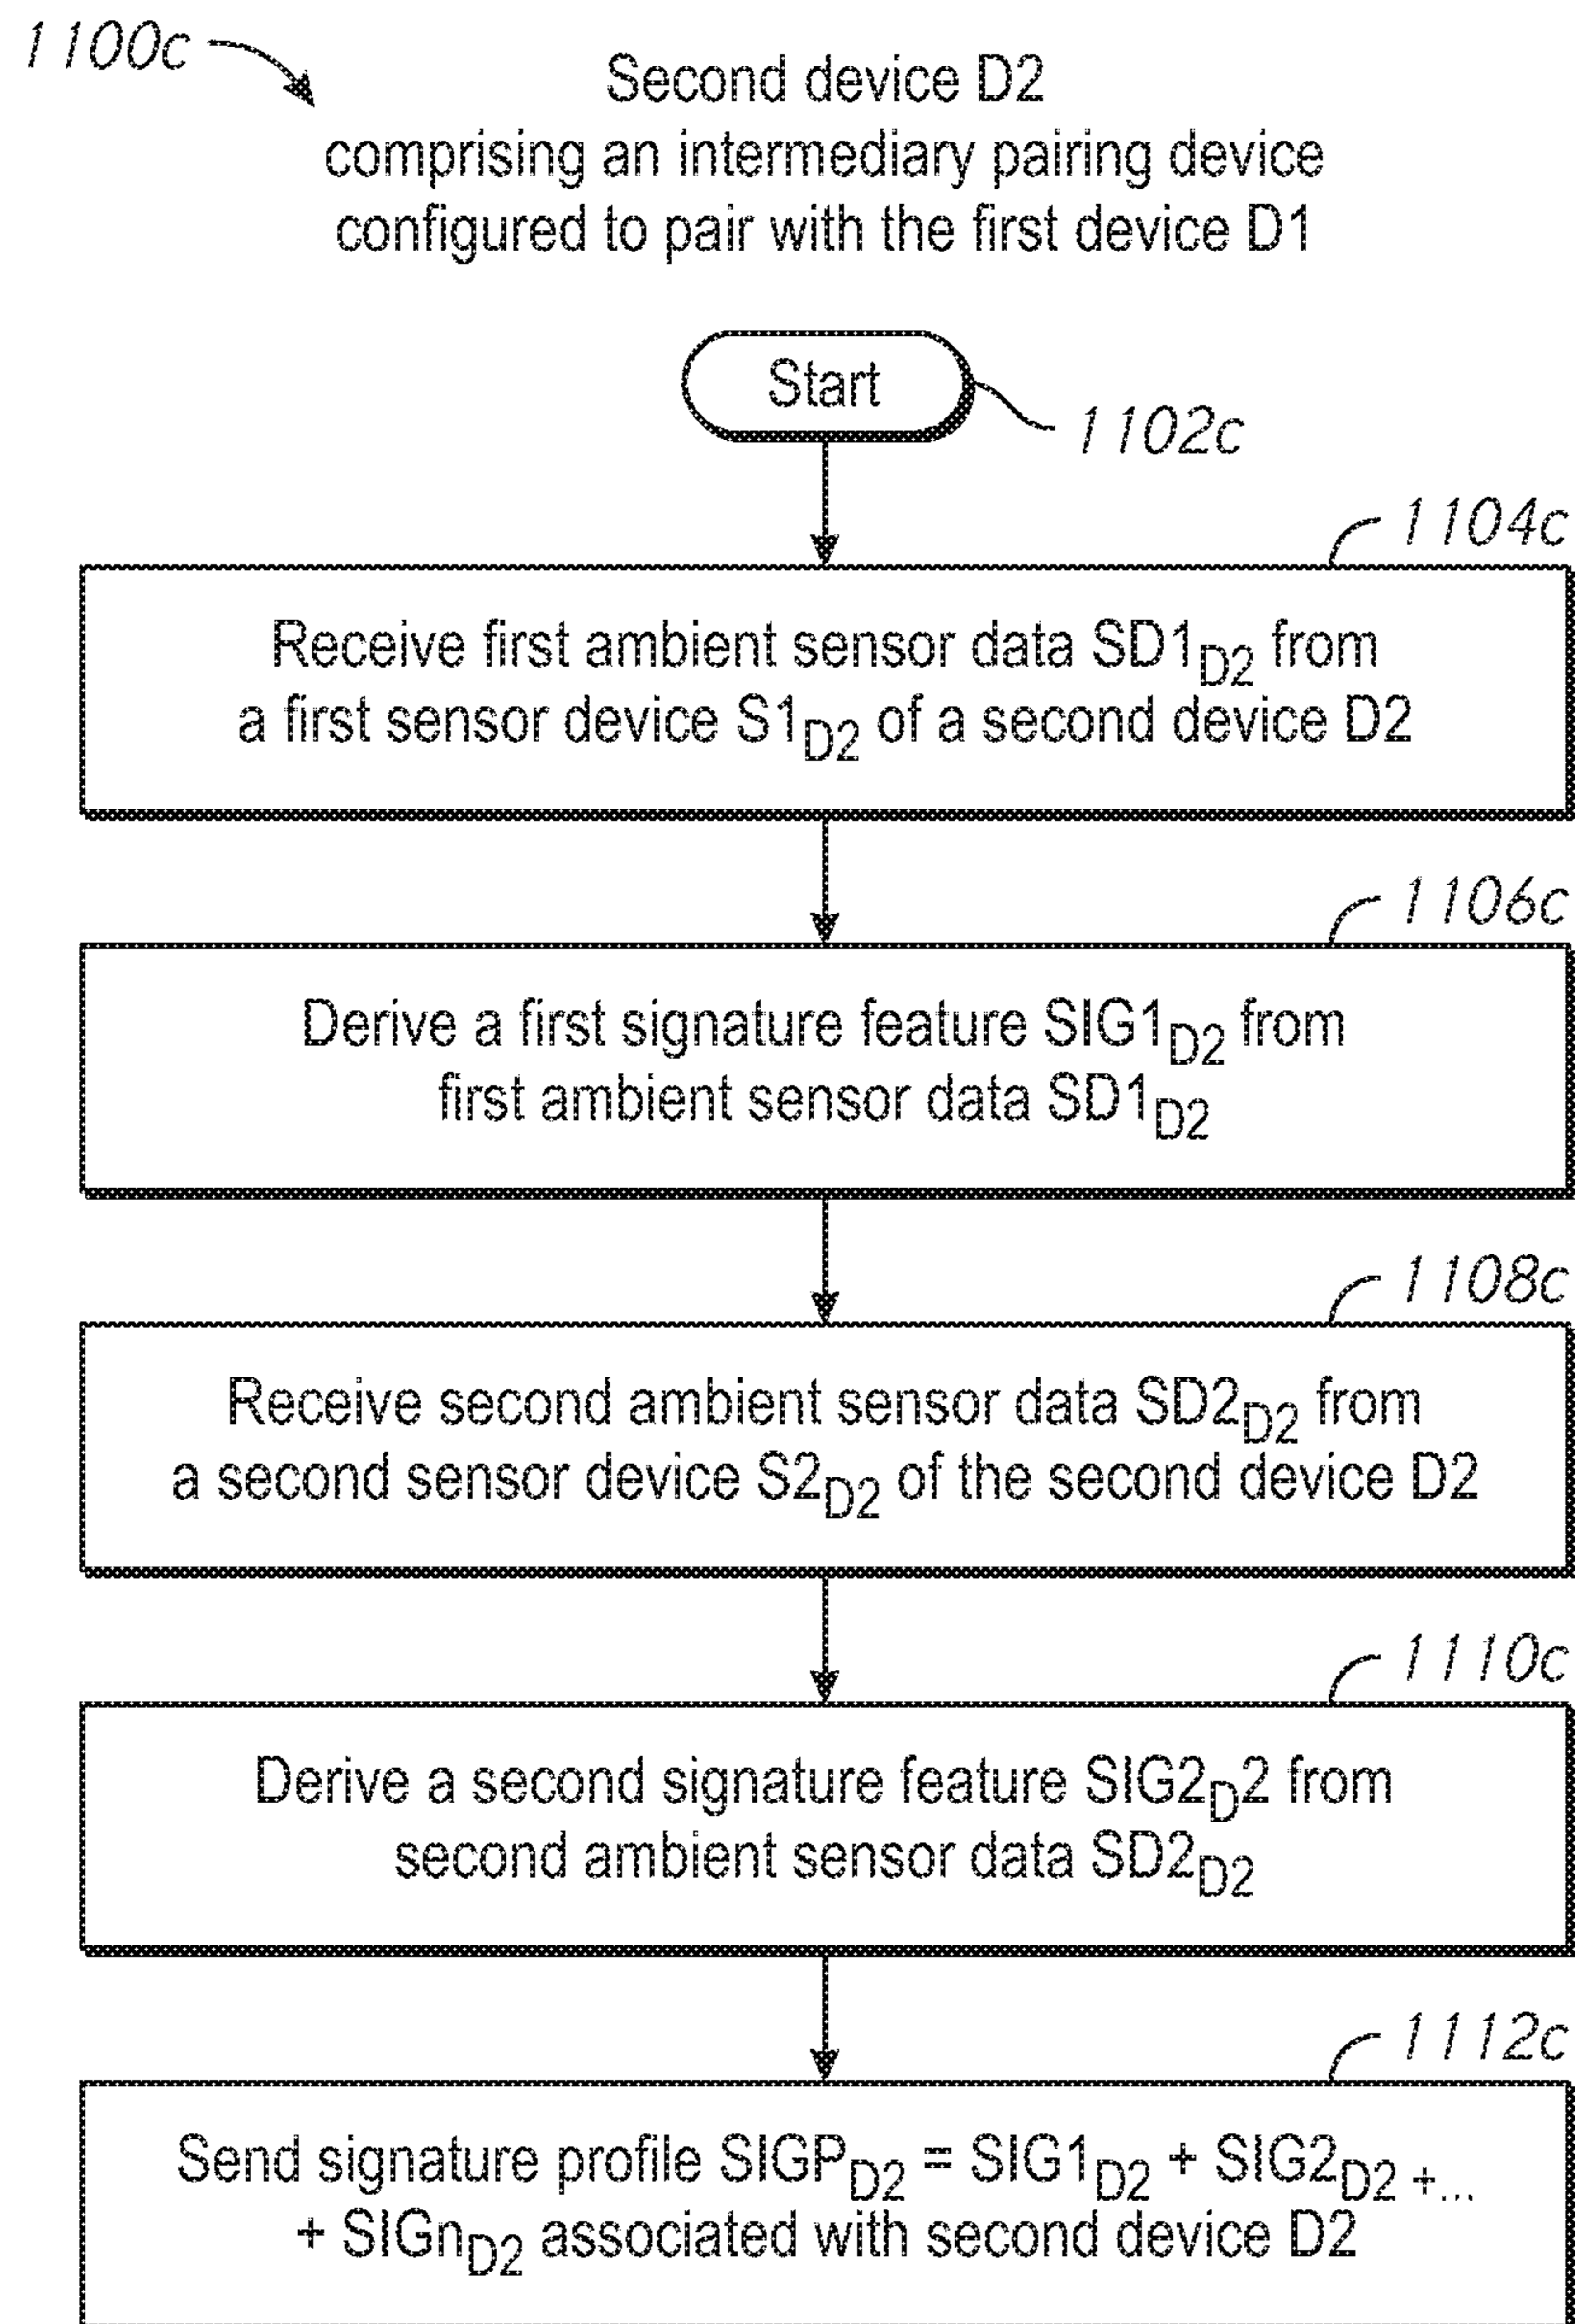 1100c
Second device D2
comprising an intermediary pairing device
configured to pair with the first device D1
Start
1102c
1104c
Receive first ambient sensor data SD1D2 from
a first sensor device S1D2 of a second device D2
1106c
Derive a first signature feature SIG1D2 from
first ambient sensor data SD1D2
1108c
Receive second ambient sensor data SD2D2 from
a second sensor device S2D2 of the second device D2
1110c
Derive a second signature feature SIG2D2 from
second ambient sensor data SD2D2
1112c
Send signature profile SIGPD2 = SIG1D2 + SIG2D2 +...
+ SIGnD2 associated with second device D2